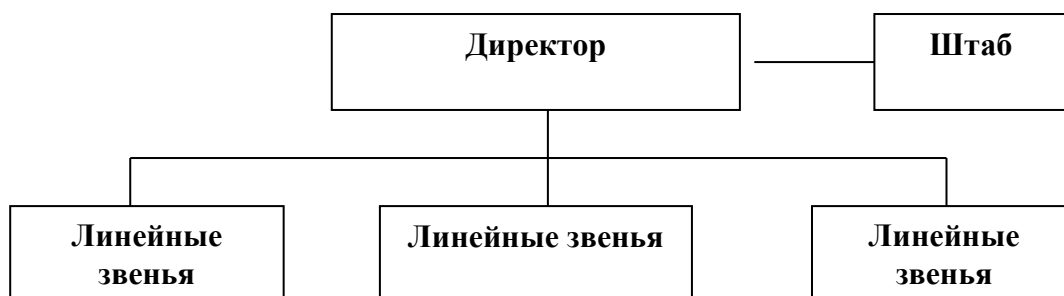 Директор
Штаб
Линейные
звенья
Линейные звенья
Линейные
звенья